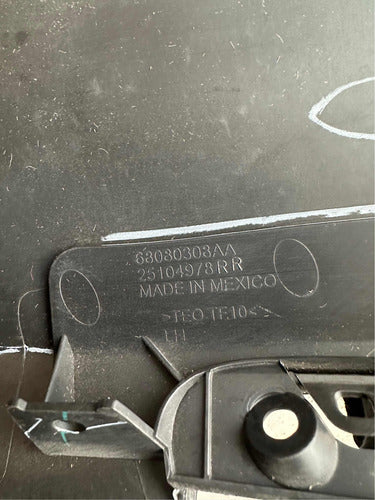 68080308AA
25104978RR
MADE IN MEXICO
>TEO TF10<
LH